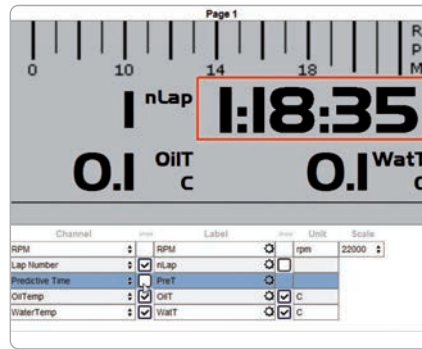 Page 1
R
P
M
0 10 14 18
1 nLap 1:18:35
0.1 OilT C 0.1 WatT C
Channel Label Unit Scale
RPM RPM rpm 22000
Lap Number nLap
Predictive Time PreT
OilTemp OilT C
WaterTemp WatT C